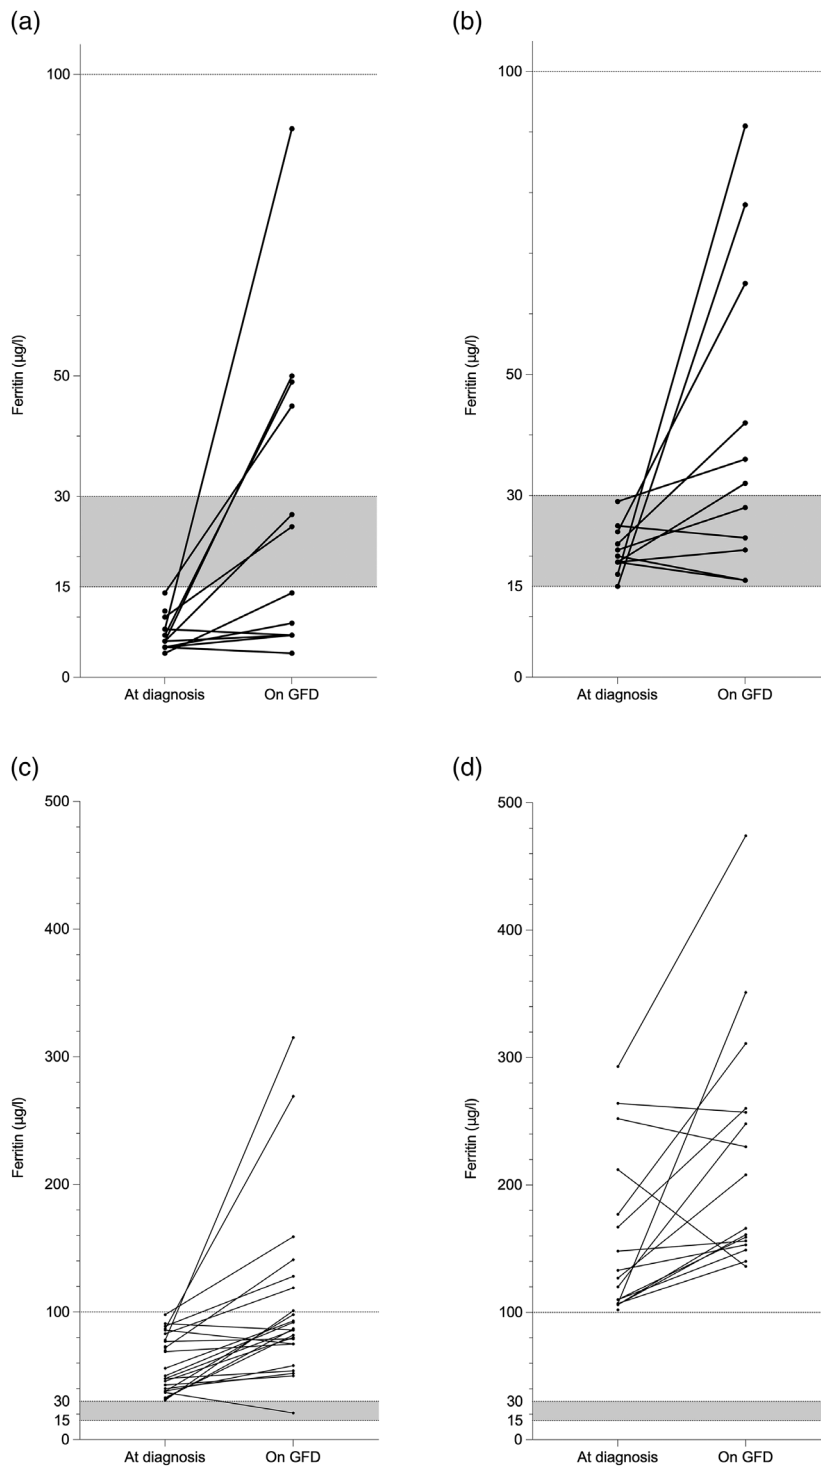 (a)
100
50
30
15
0
Ferritin (µg/l)
At diagnosis
On GFD
(b)
100
50
30
15
0
Ferritin (µg/l)
At diagnosis
On GFD
(c)
500
400
300
200
100
30
15
0
Ferritin (µg/l)
At diagnosis
On GFD
(d)
500
400
300
200
100
30
15
0
Ferritin (µg/l)
At diagnosis
On GFD